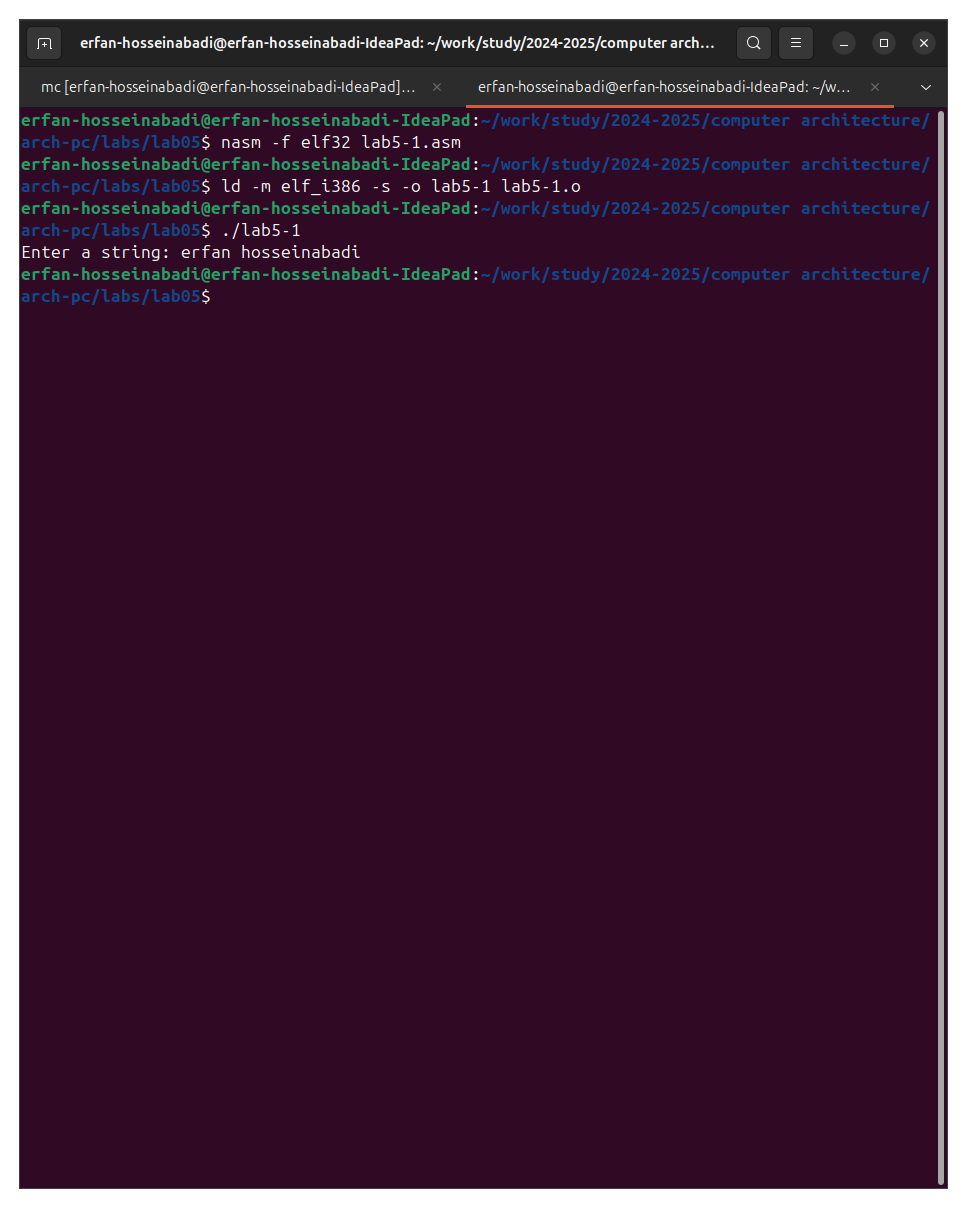 erfan-hosseinabadi@erfan-hosseinabadi-IdeaPad: ~/work/study/2024-2025/computer arch...
mc [erfan-hosseinabadi@erfan-hosseinabadi-IdeaPad]...
erfan-hosseinabadi@erfan-hosseinabadi-IdeaPad: ~/w...
erfan-hosseinabadi@erfan-hosseinabadi-IdeaPad:~/work/study/2024-2025/computer architecture/
arch-pc/labs/lab05$ nasm -f elf32 lab5-1.asm
erfan-hosseinabadi@erfan-hosseinabadi-IdeaPad:~/work/study/2024-2025/computer architecture/
arch-pc/labs/lab05$ ld -m elf_i386 -s -o lab5-1 lab5-1.o
erfan-hosseinabadi@erfan-hosseinabadi-IdeaPad:~/work/study/2024-2025/computer architecture/
arch-pc/labs/lab05$ ./lab5-1
Enter a string: erfan hosseinabadi
erfan-hosseinabadi@erfan-hosseinabadi-IdeaPad:~/work/study/2024-2025/computer architecture/
arch-pc/labs/lab05$